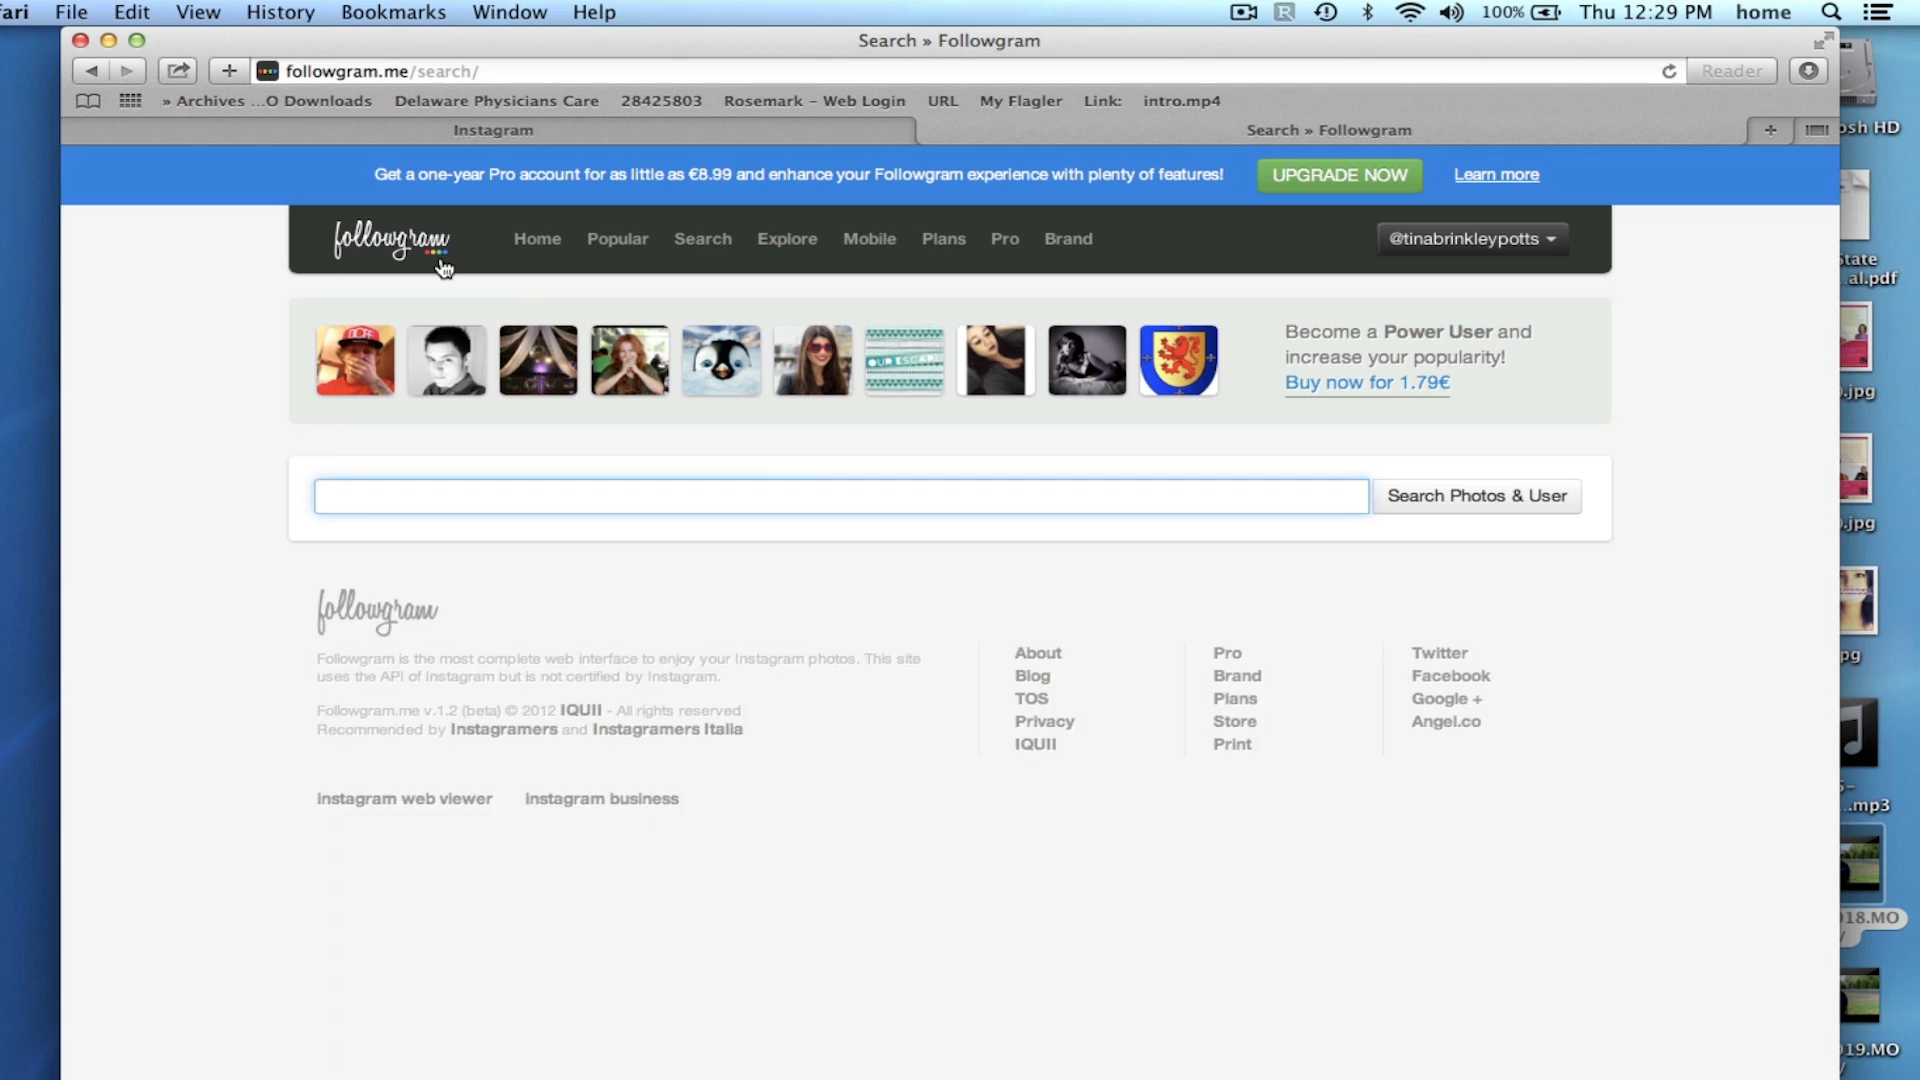 File Edit View History Bookmarks Window Help
100% Thu 12:29 PM home
Search » Followgram
followgram.me/search/
Reader
» Archives ...O Downloads Delaware Physicians Care 28425803 Rosemark – Web Login URL My Flagler Link: intro.mp4
Instagram Search » Followgram
Get a one-year Pro account for as little as €8.99 and enhance your Followgram experience with plenty of features! UPGRADE NOW Learn more
followgram Home Popular Search Explore Mobile Plans Pro Brand @tinabrinkleypotts
OUR ESCAPE
Become a Power User and
increase your popularity!
Buy now for 1.79€
Search Photos & User
followgram
Followgram is the most complete web interface to enjoy your Instagram photos. This site
uses the API of Instagram but is not certified by Instagram.
Followgram.me v.1.2 (beta) © 2012 IQUII - All rights reserved
Recommended by Instagramers and Instagramers Italia
About
Blog
TOS
Privacy
IQUII
Pro
Brand
Plans
Store
Print
Twitter
Facebook
Google +
Angel.co
instagram web viewer instagram business
HD
.al.pdf
.jpg
.jpg
...mp3
018.MO
019.MO